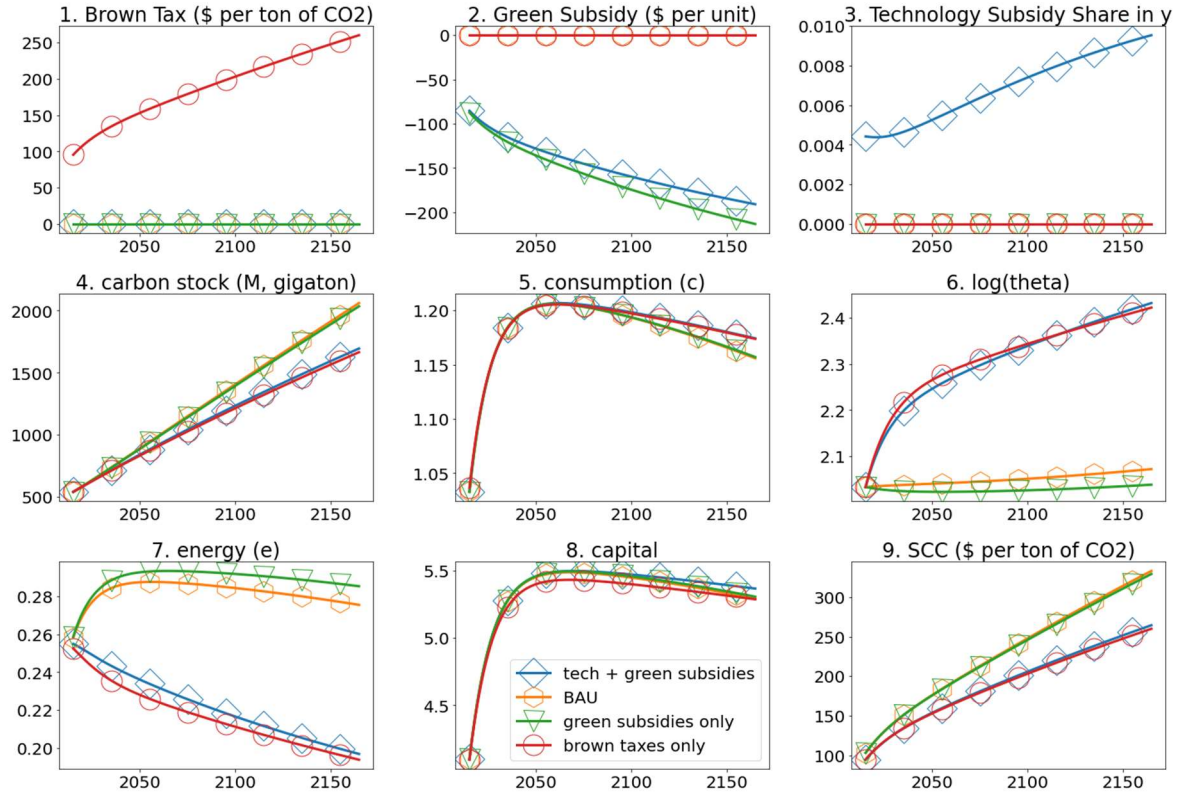 1. Brown Tax ($ per ton of CO2)
250
200
150
100
50
0
2050 2100 2150
2. Green Subsidy ($ per unit)
0
−50
−100
−150
−200
2050 2100 2150
3. Technology Subsidy Share in y
0.010
0.008
0.006
0.004
0.002
0.000
2050 2100 2150
4. carbon stock (M, gigaton)
2000
1500
1000
500
2050 2100 2150
5. consumption (c)
1.20
1.15
1.10
1.05
2050 2100 2150
6. log(theta)
2.4
2.3
2.2
2.1
2050 2100 2150
7. energy (e)
0.28
0.26
0.24
0.22
0.20
2050 2100 2150
8. capital
5.5
5.0
4.5
tech + green subsidies
BAU
green subsidies only
brown taxes only
2050 2100 2150
9. SCC ($ per ton of CO2)
300
250
200
150
100
2050 2100 2150